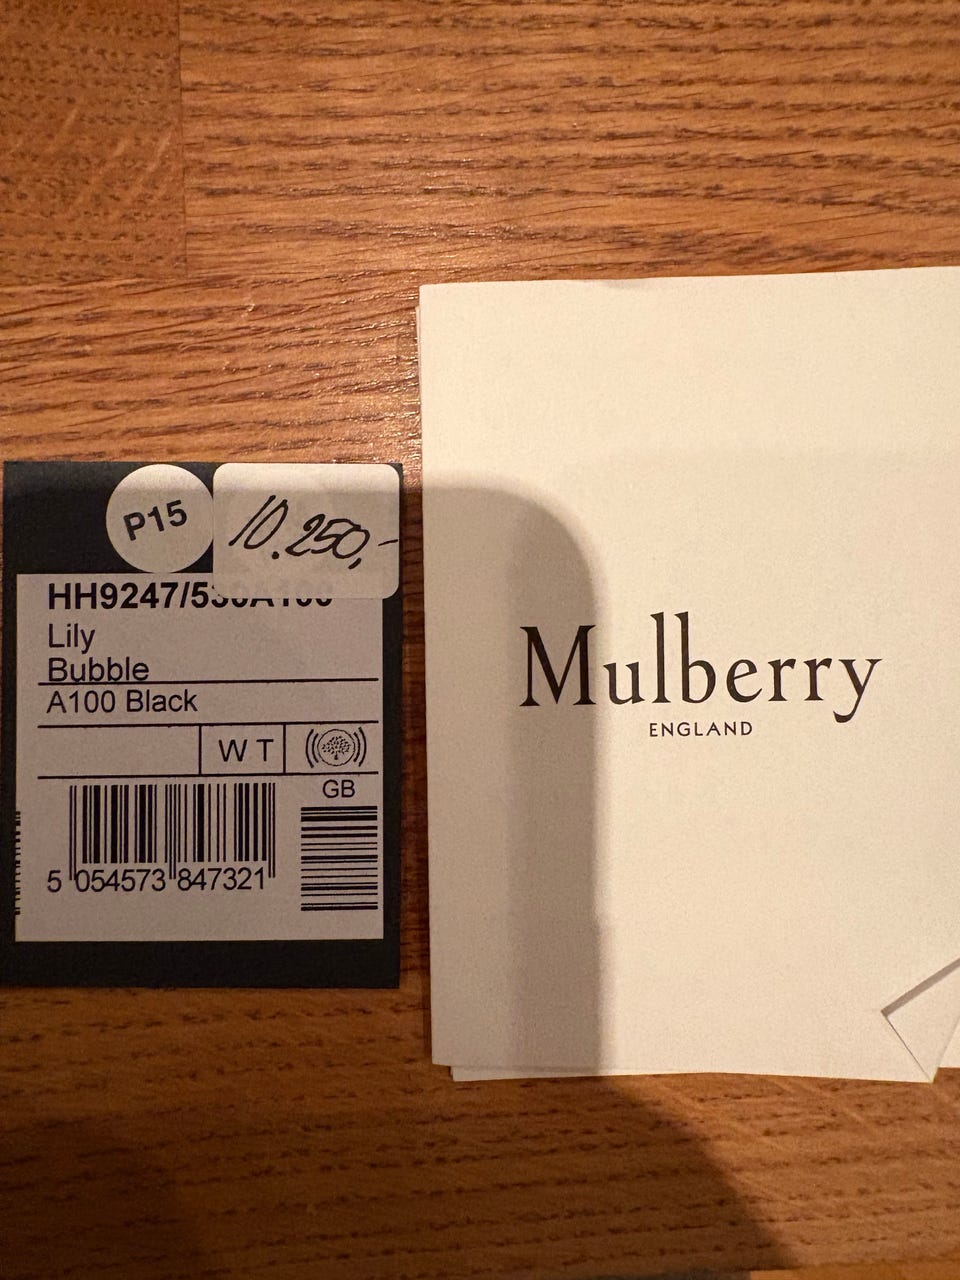 P15
10.250,-
Lily
Bubble
A100 Black
W T
GB
5 054573 847321
Mulberry
ENGLAND